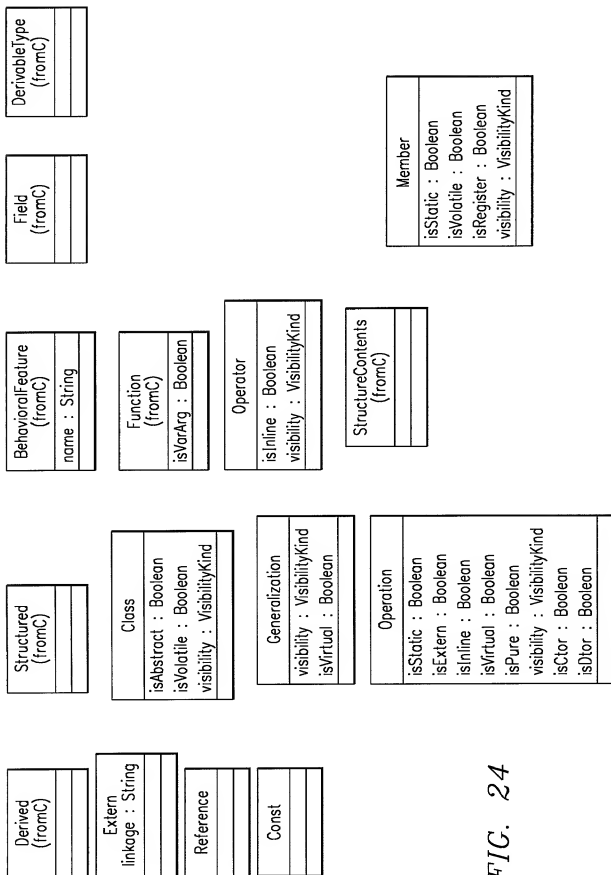 Derived
(fromC)
Extern
linkage : String
Reference
Const
Structured
(fromC)
Class
isAbstract : Boolean
isVolatile : Boolean
visibility : VisibilityKind
Generalization
visibility : VisibilityKind
isVirtual : Boolean
Operation
isStatic : Boolean
isExtern : Boolean
isInline : Boolean
isVirtual : Boolean
isPure : Boolean
visibility : VisibilityKind
isCtor : Boolean
isDtor : Boolean
BehavioralFeature
(fromC)
name : String
Function
(fromC)
isVarArg : Boolean
Operator
isInline : Boolean
visibility : VisibilityKind
StructureContents
(fromC)
Field
(fromC)
DerivableType
(fromC)
Member
isStatic : Boolean
isVolatile : Boolean
isRegister : Boolean
visibility : VisibilityKind
FIG. 24